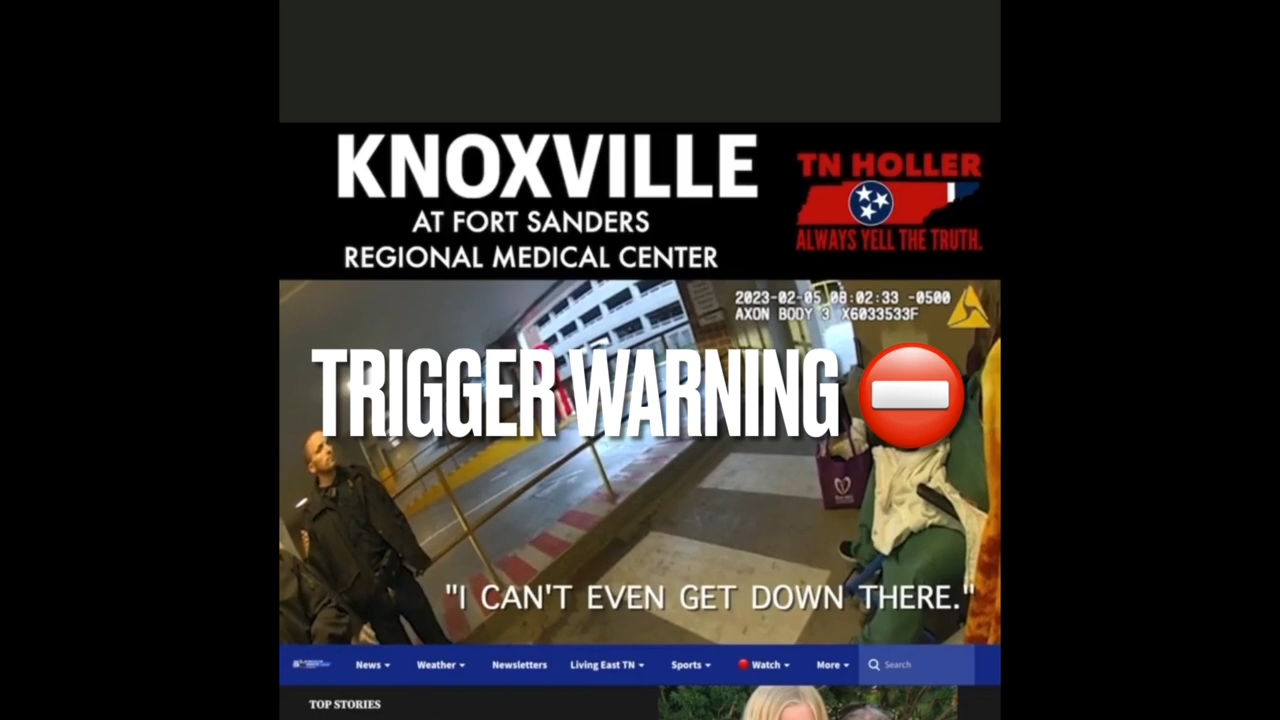 KNOXVILLE
AT FORT SANDERS
REGIONAL MEDICAL CENTER
TN HOLLER
ALWAYS YELL THE TRUTH.
2023-02-05 08:02:33 -0500
AXON BODY 3 X6033533F
TRIGGER WARNING
"I CAN'T EVEN GET DOWN THERE."
News
Weather
Newsletters
Living East TN
Sports
Watch
More
Search
TOP STORIES